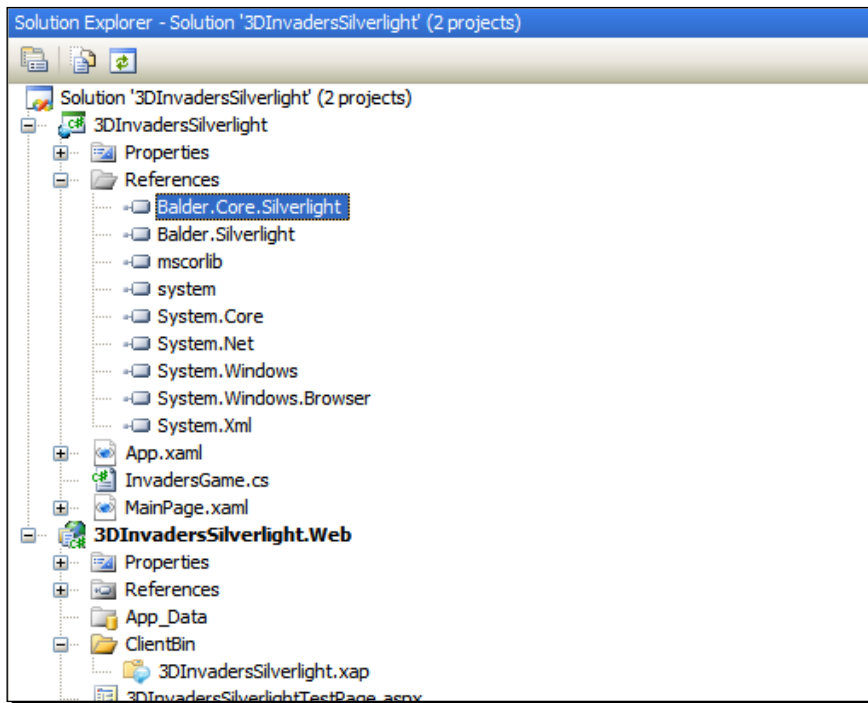 Solution Explorer - Solution '3DInvadersSilverlight' (2 projects)
Solution '3DInvadersSilverlight' (2 projects)
3DInvadersSilverlight
Properties
References
Balder.Core.Silverlight
Balder.Silverlight
mscorlib
system
System.Core
System.Net
System.Windows
System.Windows.Browser
System.Xml
App.xaml
InvadersGame.cs
MainPage.xaml
3DInvadersSilverlight.Web
Properties
References
App_Data
ClientBin
3DInvadersSilverlight.xap
3DInvadersSilverlightTestPage.aspx